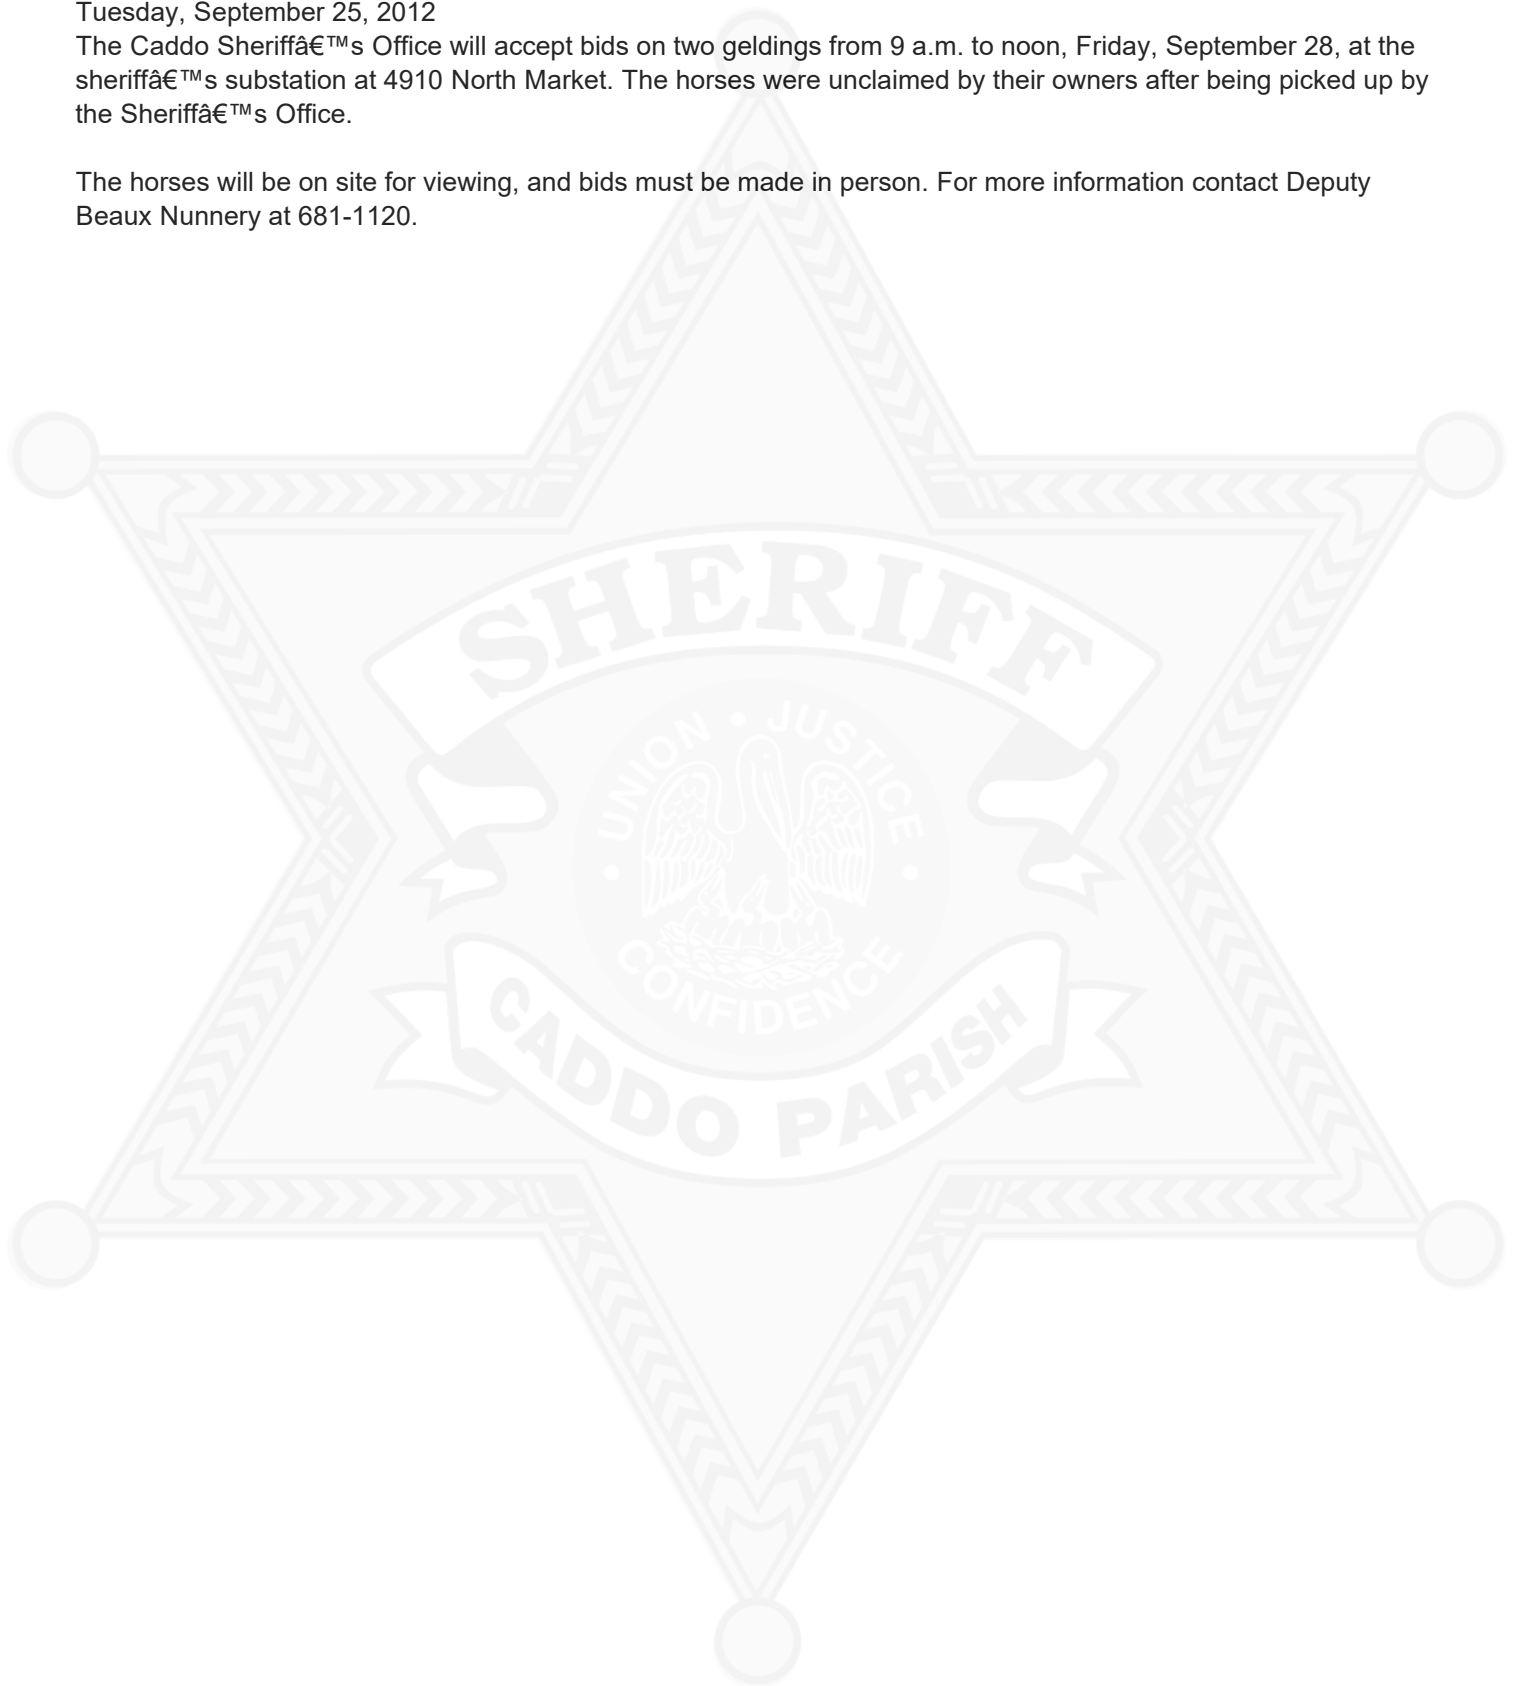 Tuesday, September 25, 2012
The Caddo Sheriffâ€™s Office will accept bids on two geldings from 9 a.m. to noon, Friday, September 28, at the
sheriffâ€™s substation at 4910 North Market. The horses were unclaimed by their owners after being picked up by
the Sheriffâ€™s Office.
The horses will be on site for viewing, and bids must be made in person. For more information contact Deputy
Beaux Nunnery at 681-1120.
SHERIFF
UNION • JUSTICE
• CONFIDENCE •
CADDO PARISH